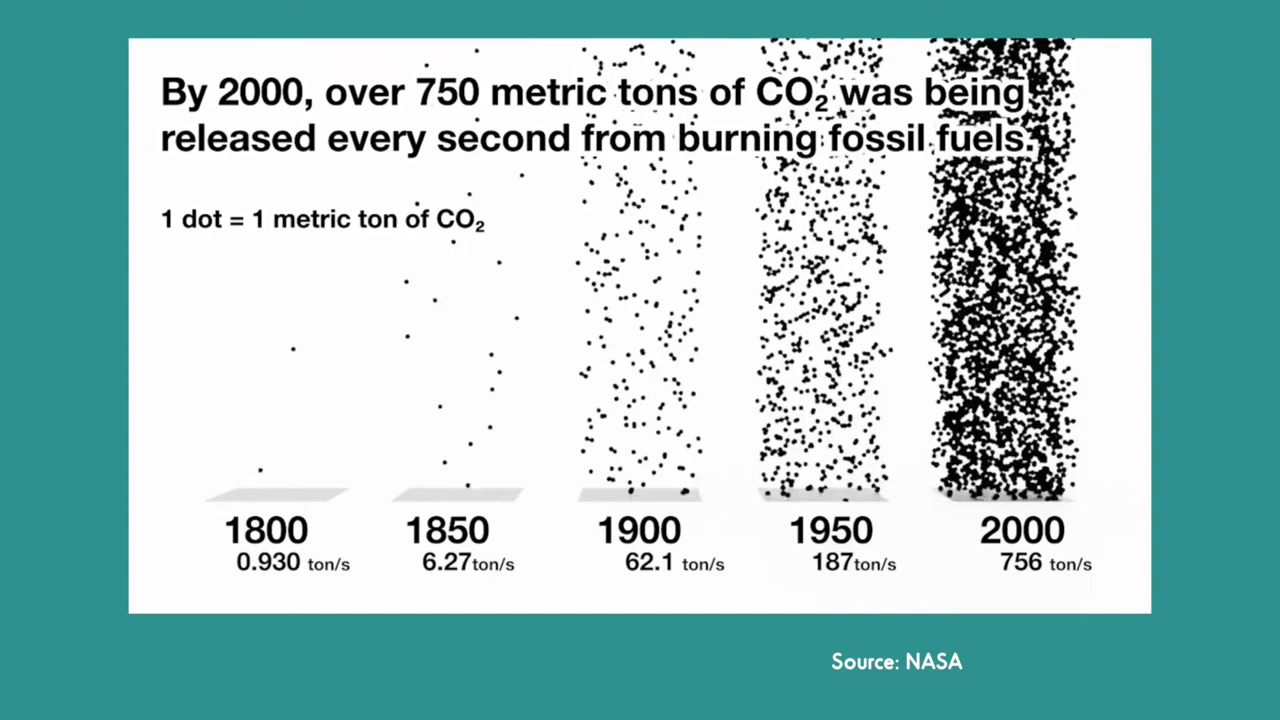 By 2000, over 750 metric tons of CO₂ was being
released every second from burning fossil fuels.
1 dot = 1 metric ton of CO₂
1800 1850 1900 1950 2000
0.930 ton/s 6.27ton/s 62.1 ton/s 187ton/s 756 ton/s
Source: NASA